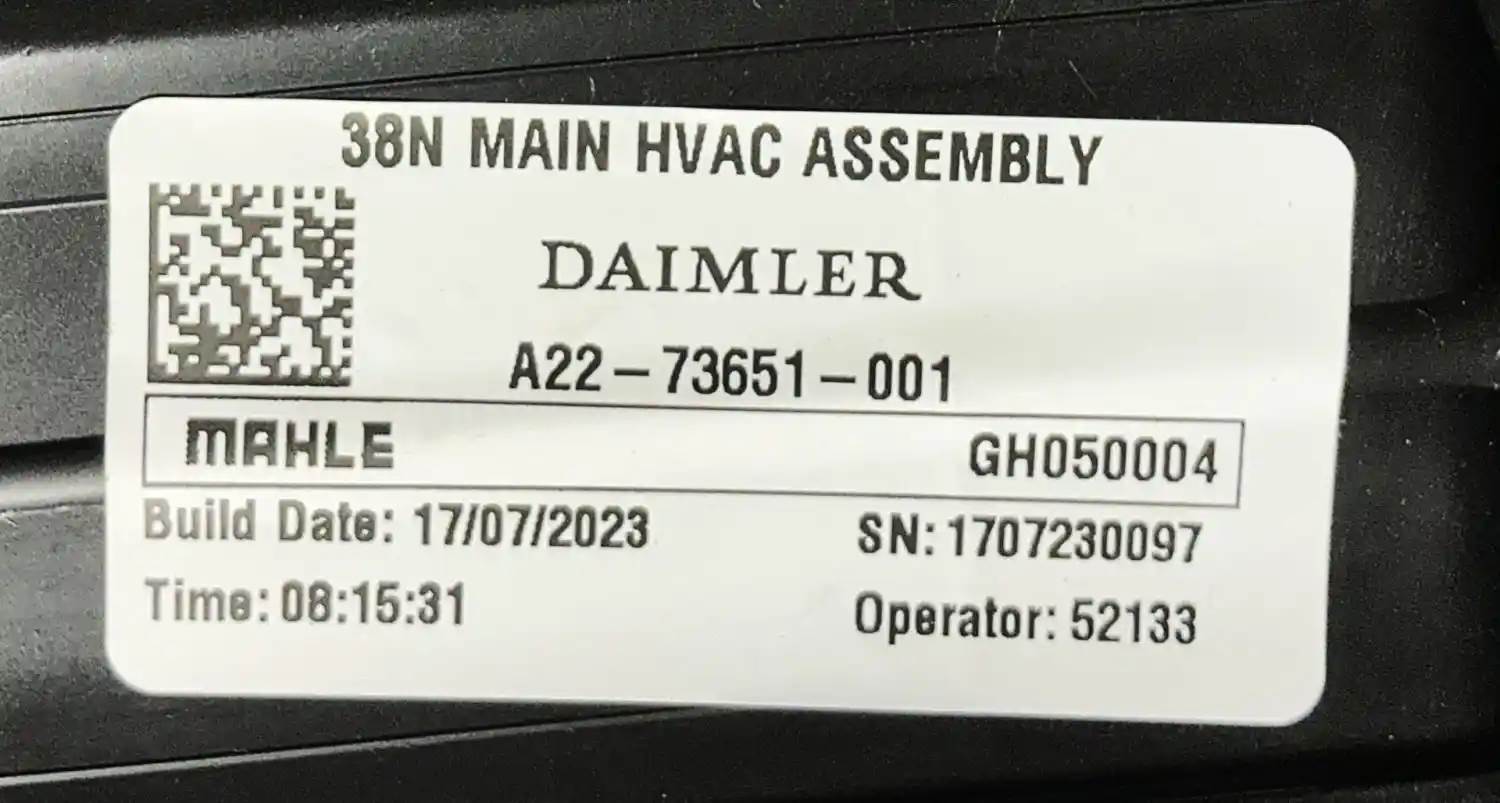 38N MAIN HVAC ASSEMBLY
DAIMLER
A22-73651-001
MAHLE GH050004
Build Date: 17/07/2023 SN: 1707230097
Time: 08:15:31 Operator: 52133